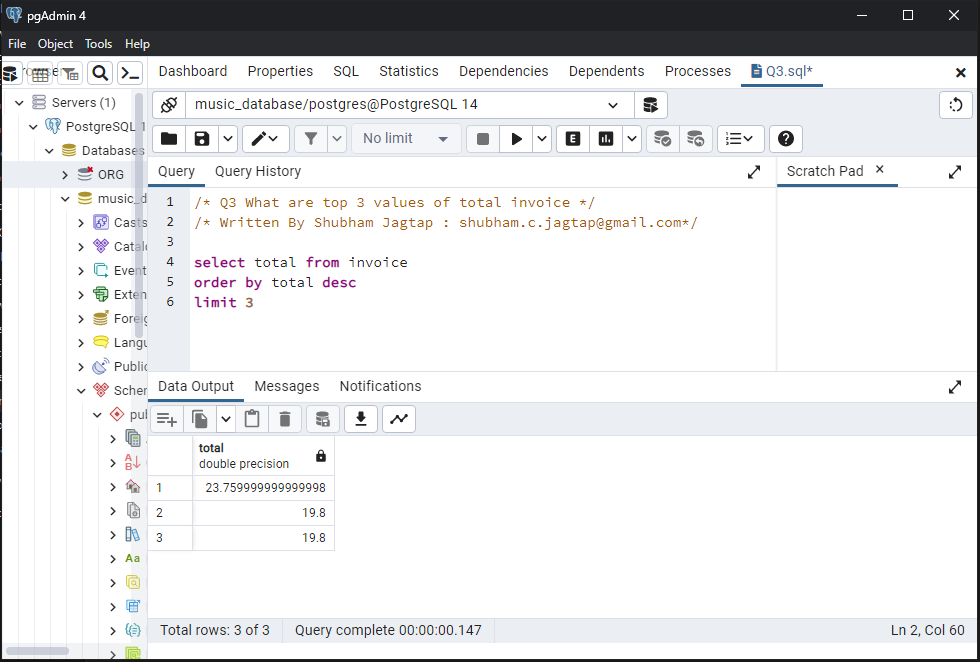 pgAdmin 4
File Object Tools Help
Dashboard Properties SQL Statistics Dependencies Dependents Processes Q3.sql*
Servers (1)
PostgreSQL 1
Databases
ORG
music_d
Casts
Catalo
Event
Exten
Foreig
Langu
Public
Schem
pub
Aa
music_database/postgres@PostgreSQL 14
No limit
E
Query Query History
Scratch Pad
1 /* Q3 What are top 3 values of total invoice */
2 /* Written By Shubham Jagtap : shubham.c.jagtap@gmail.com*/
3
4 select total from invoice
5 order by total desc
6 limit 3
Data Output Messages Notifications
total
double precision
1 23.759999999999998
2 19.8
3 19.8
Total rows: 3 of 3 Query complete 00:00:00.147 Ln 2, Col 60